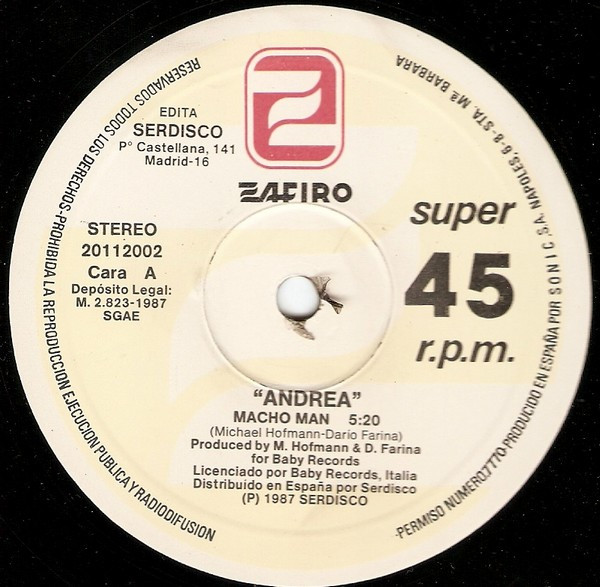 EDITA
SERDISCO
Pº Castellana, 141
Madrid-16
ZAFIRO
STEREO
20112002
Cara A
Depósito Legal:
M. 2.823-1987
SGAE
super
45
r.p.m.
"ANDREA"
MACHO MAN 5:20
(Michael Hofmann-Dario Farina)
Produced by M. Hofmann & D. Farina
for Baby Records
Licenciado por Baby Records, Italia
Distribuido en España por Serdisco
(P) 1987 SERDISCO
RESERVADOS TODOS LOS DERECHOS-PROHIBIDA LA REPRODUCCION EJECUCION PUBLICA Y RADIODIFUSION
-PERMISO NUMERO.7770-PRODUCIDO EN ESPAÑA POR SONIC, S.A. NAPOLES, 6-8-STA. Mª. BARBARA